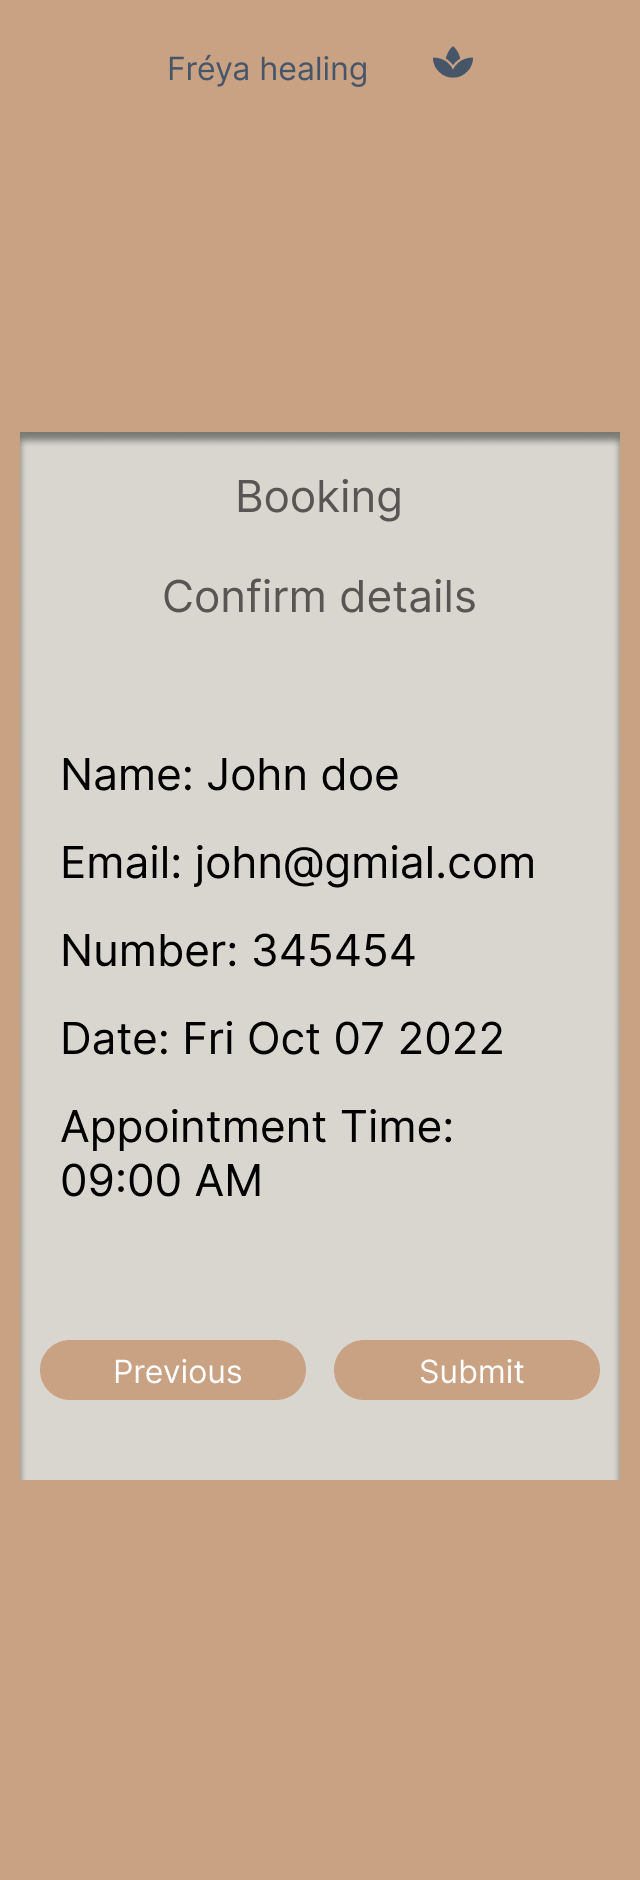 Fréya healing
Booking
Confirm details
Name: John doe
Email: john@gmial.com
Number: 345454
Date: Fri Oct 07 2022
Appointment Time:
09:00 AM
Previous
Submit